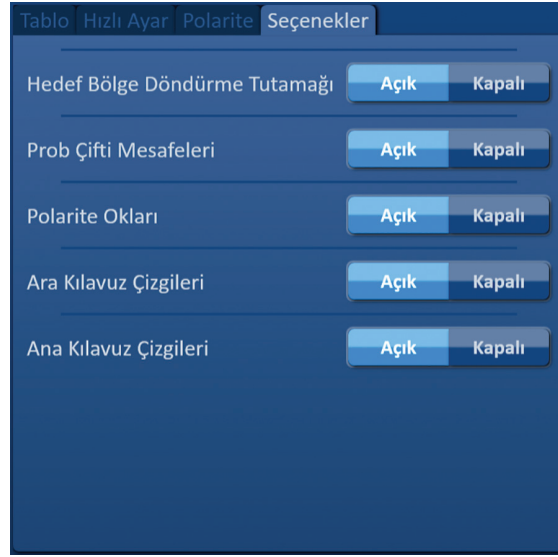 Tablo Hızlı Ayar Polarite Seçenekler
Hedef Bölge Döndürme Tutamağı Açık Kapalı
Prob Çifti Mesafeleri Açık Kapalı
Polarite Okları Açık Kapalı
Ara Kılavuz Çizgileri Açık Kapalı
Ana Kılavuz Çizgileri Açık Kapalı